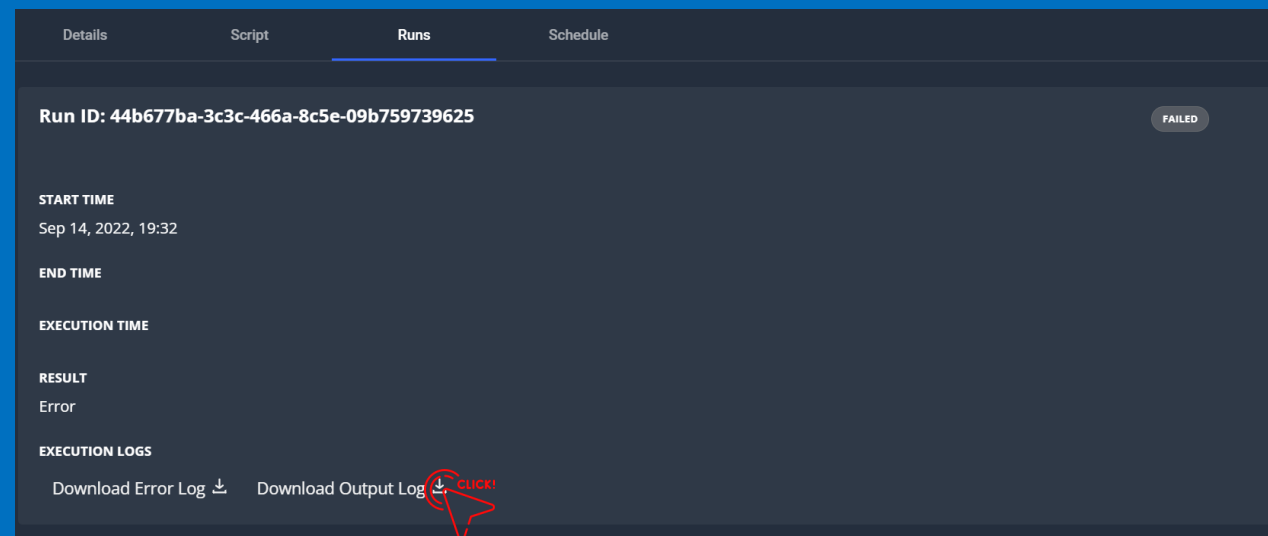 Details Script Runs Schedule
Run ID: 44b677ba-3c3c-466a-8c5e-09b759739625 FAILED
START TIME
Sep 14, 2022, 19:32
END TIME
EXECUTION TIME
RESULT
Error
EXECUTION LOGS
Download Error Log Download Output Log CLICK!